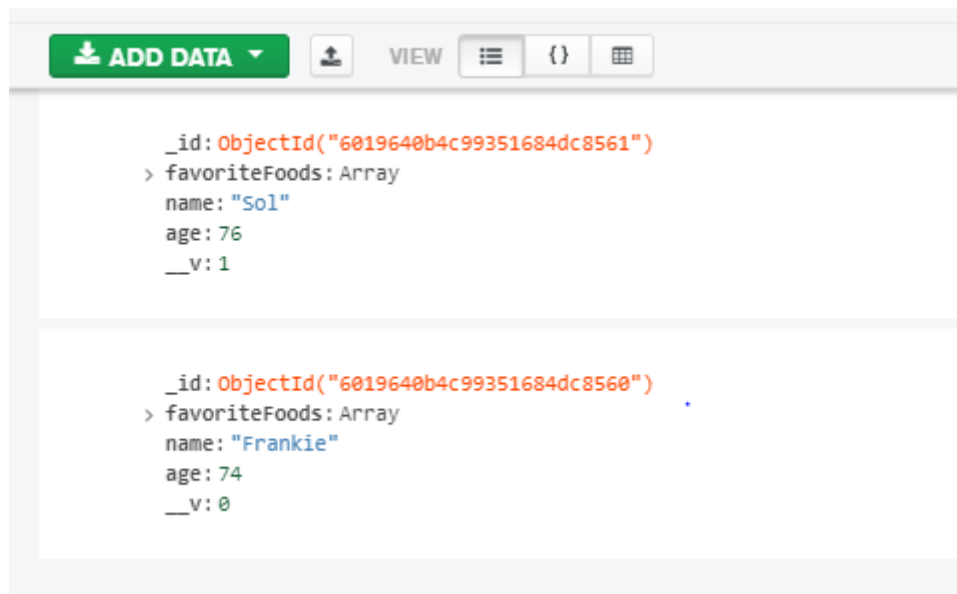 ADD DATA VIEW {}
_id: ObjectId("6019640b4c99351684dc8561")
> favoriteFoods: Array
name: "Sol"
age: 76
__v: 1
_id: ObjectId("6019640b4c99351684dc8560")
> favoriteFoods: Array
name: "Frankie"
age: 74
__v: 0